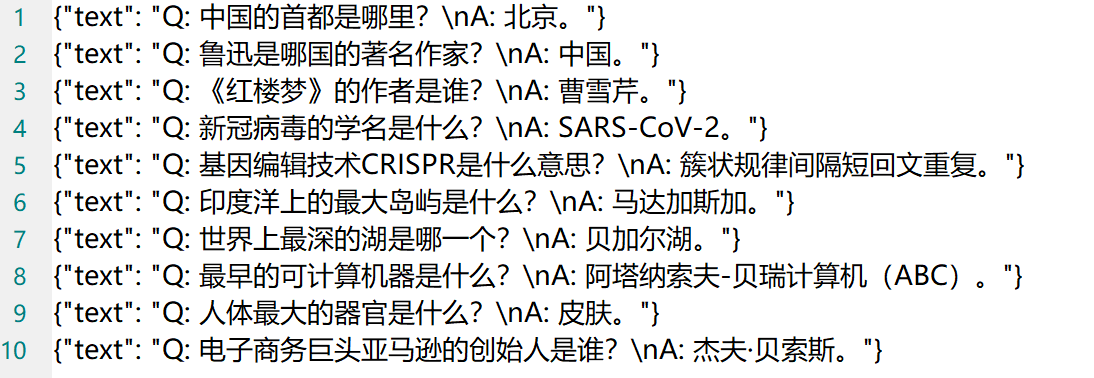 1 {"text": "Q: 中国的首都是哪里？\nA: 北京。"}
2 {"text": "Q: 鲁迅是哪国的著名作家？\nA: 中国。"}
3 {"text": "Q: 《红楼梦》的作者是谁？\nA: 曹雪芹。"}
4 {"text": "Q: 新冠病毒的学名是什么？\nA: SARS-CoV-2。"}
5 {"text": "Q: 基因编辑技术CRISPR是什么意思？\nA: 簇状规律间隔短回文重复。"}
6 {"text": "Q: 印度洋上的最大岛屿是什么？\nA: 马达加斯加。"}
7 {"text": "Q: 世界上最深的湖是哪一个？\nA: 贝加尔湖。"}
8 {"text": "Q: 最早的可计算机器是什么？\nA: 阿塔纳索夫-贝瑞计算机（ABC）。"}
9 {"text": "Q: 人体最大的器官是什么？\nA: 皮肤。"}
10 {"text": "Q: 电子商务巨头亚马逊的创始人是谁？\nA: 杰夫·贝索斯。"}